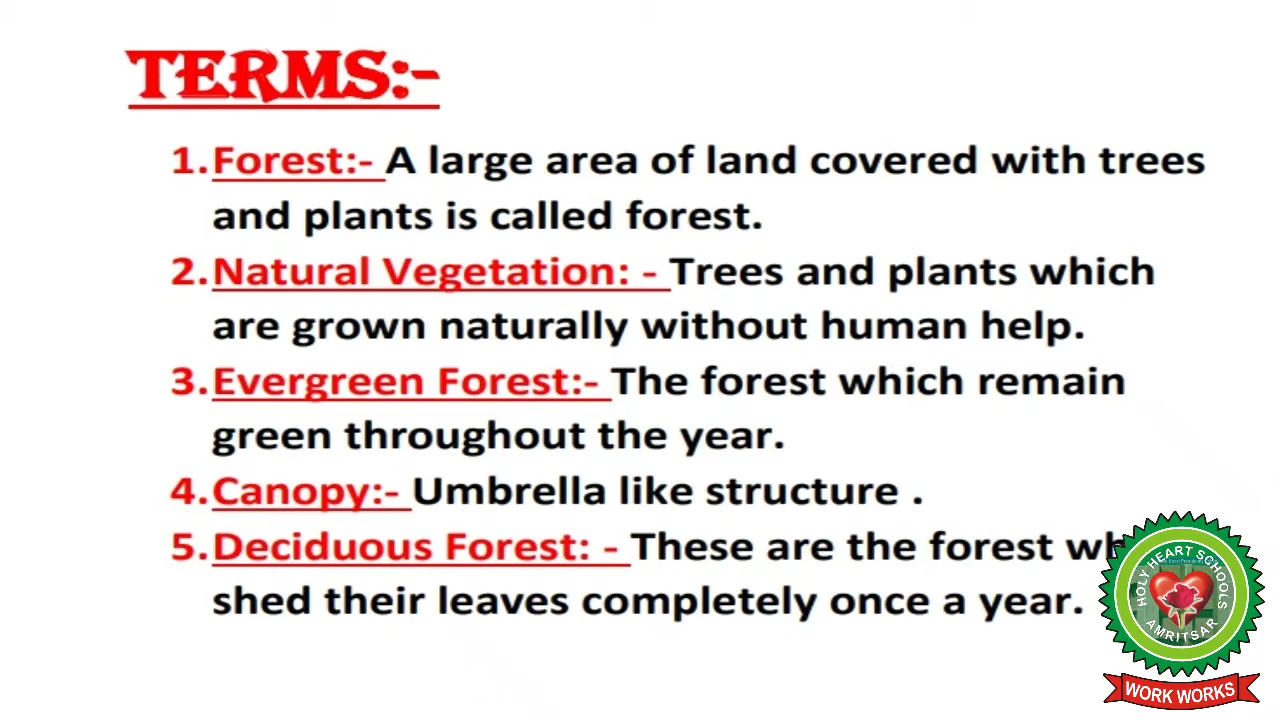 TERMS:-
1. Forest:- A large area of land covered with trees
and plants is called forest.
2. Natural Vegetation: - Trees and plants which
are grown naturally without human help.
3. Evergreen Forest:- The forest which remain
green throughout the year.
4. Canopy:- Umbrella like structure .
5. Deciduous Forest: - These are the forest
shed their leaves completely once a year.
HOLY HEART SCHOOLS
AMRITSAR
WORK WORKS